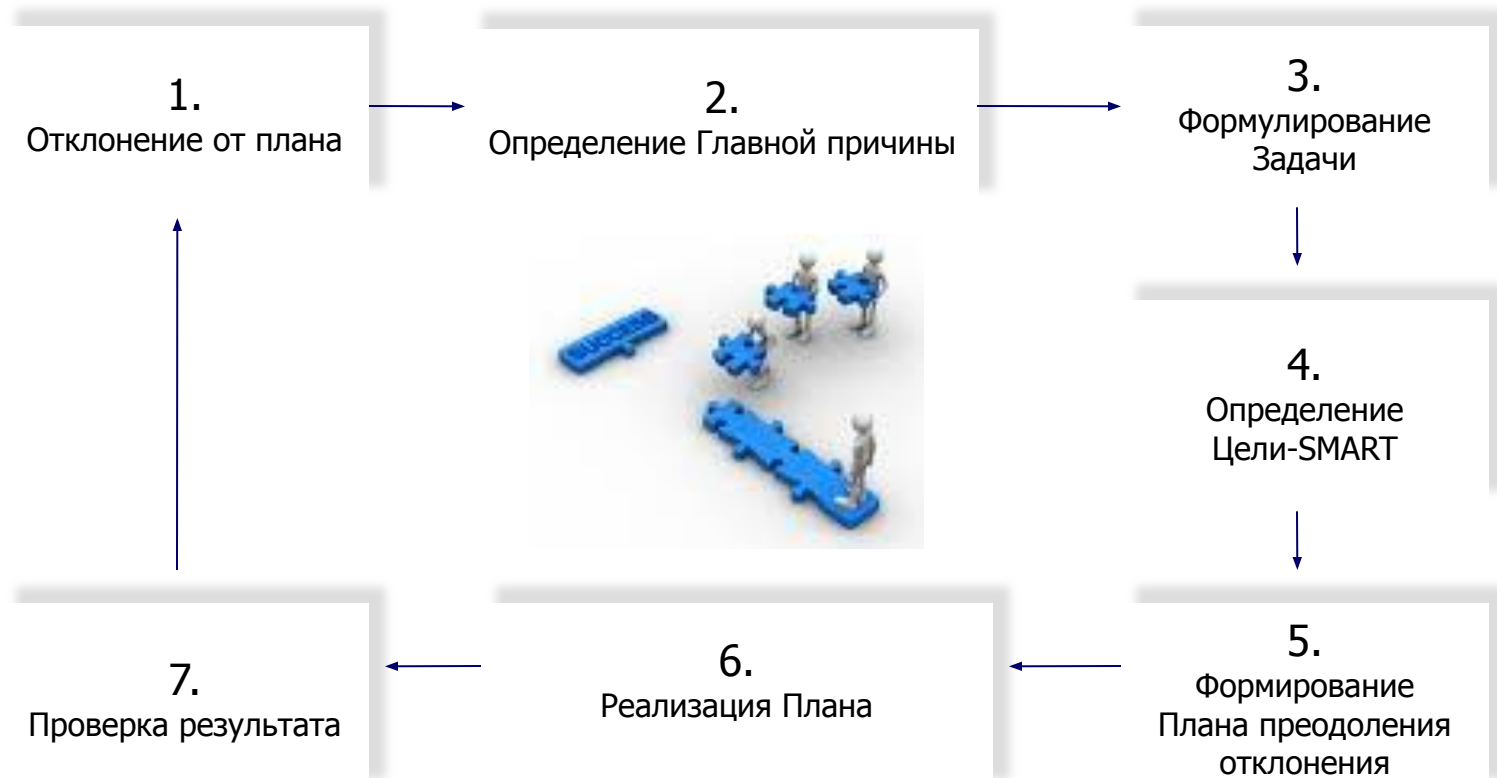 1.
Отклонение от плана
2.
Определение Главной причины
3.
Формулирование
Задачи
SUCCESS
4.
Определение
Цели-SMART
5.
Формирование
Плана преодоления
отклонения
6.
Реализация Плана
7.
Проверка результата